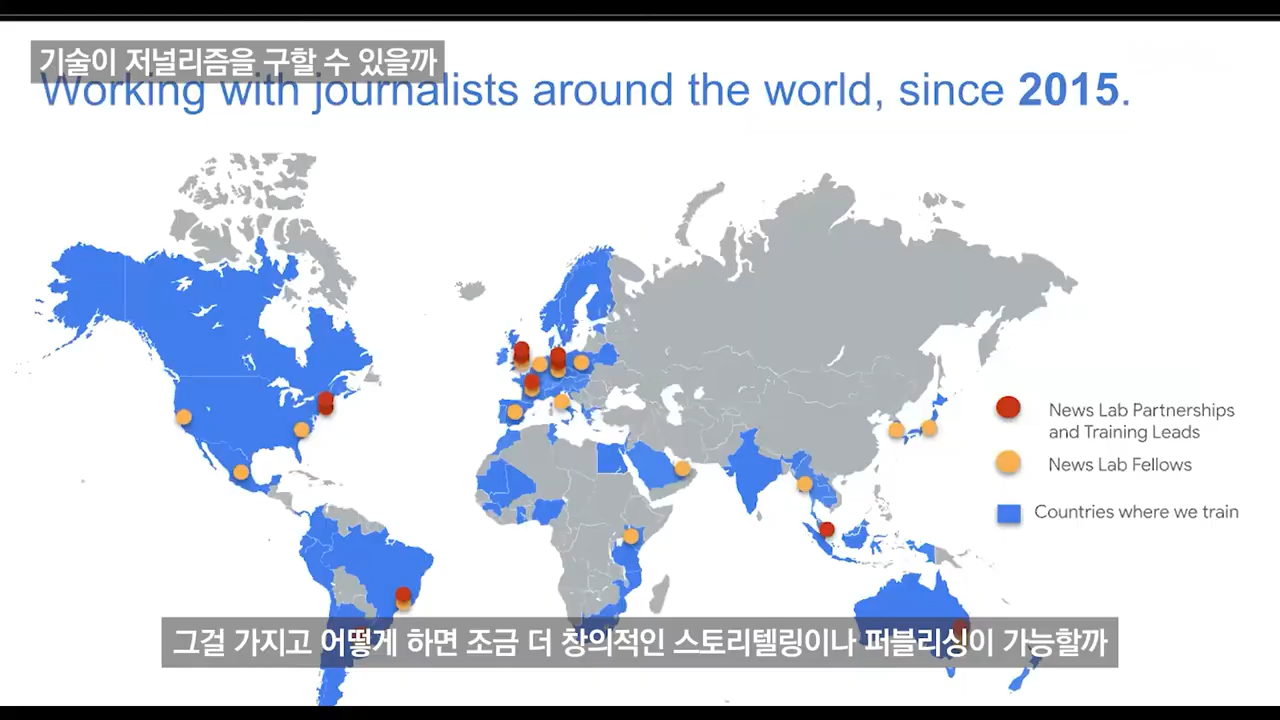 기술이 저널리즘을 구할 수 있을까
Working with journalists around the world, since 2015.
News Lab Partnerships
and Training Leads
News Lab Fellows
Countries where we train
그걸 가지고 어떻게 하면 조금 더 창의적인 스토리텔링이나 퍼블리싱이 가능할까